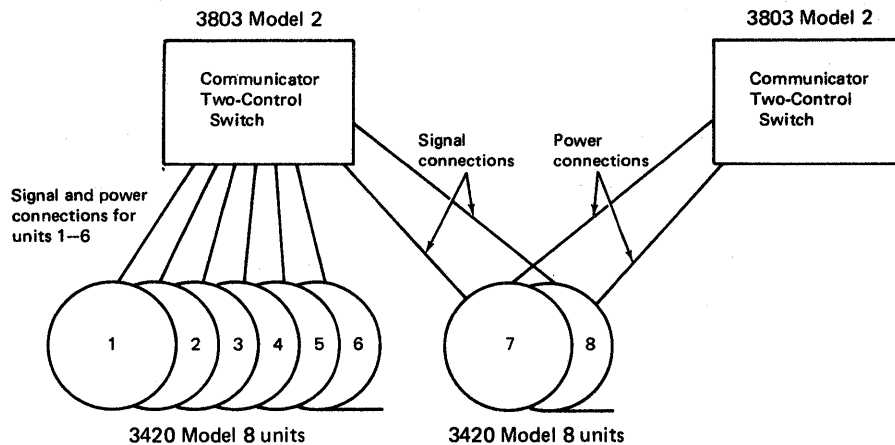 3803 Model 2
3803 Model 2
Communicator
Two-Control
Switch
Communicator
Two-Control
Switch
Signal
connections
Power
connections
Signal and power
connections for
units 1—6
1
2
3
4
5
6
7
8
3420 Model 8 units
3420 Model 8 units